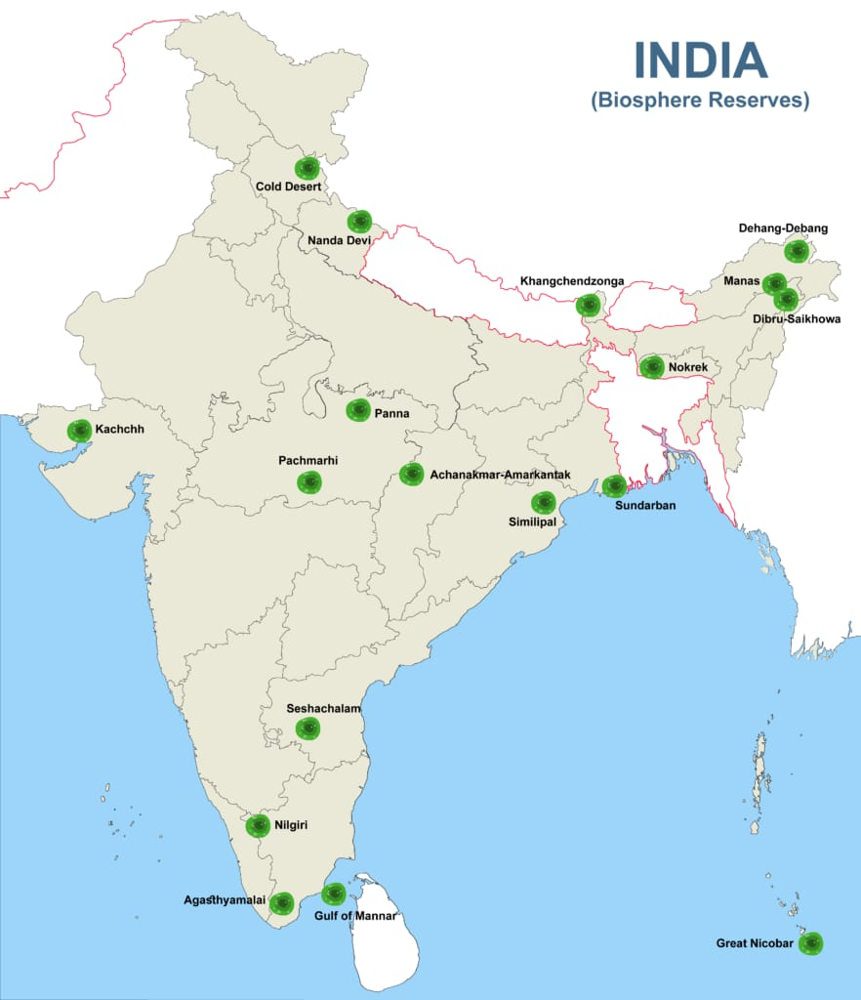 INDIA
(Biosphere Reserves)
Cold Desert
Nanda Devi
Dehang-Debang
Khangchendzonga
Manas
Dibru-Saikhowa
Nokrek
Panna
Kachchh
Pachmarhi
Achanakmar-Amarkantak
Similipal
Sundarban
Seshachalam
Nilgiri
Agasthyamalai
Gulf of Mannar
Great Nicobar